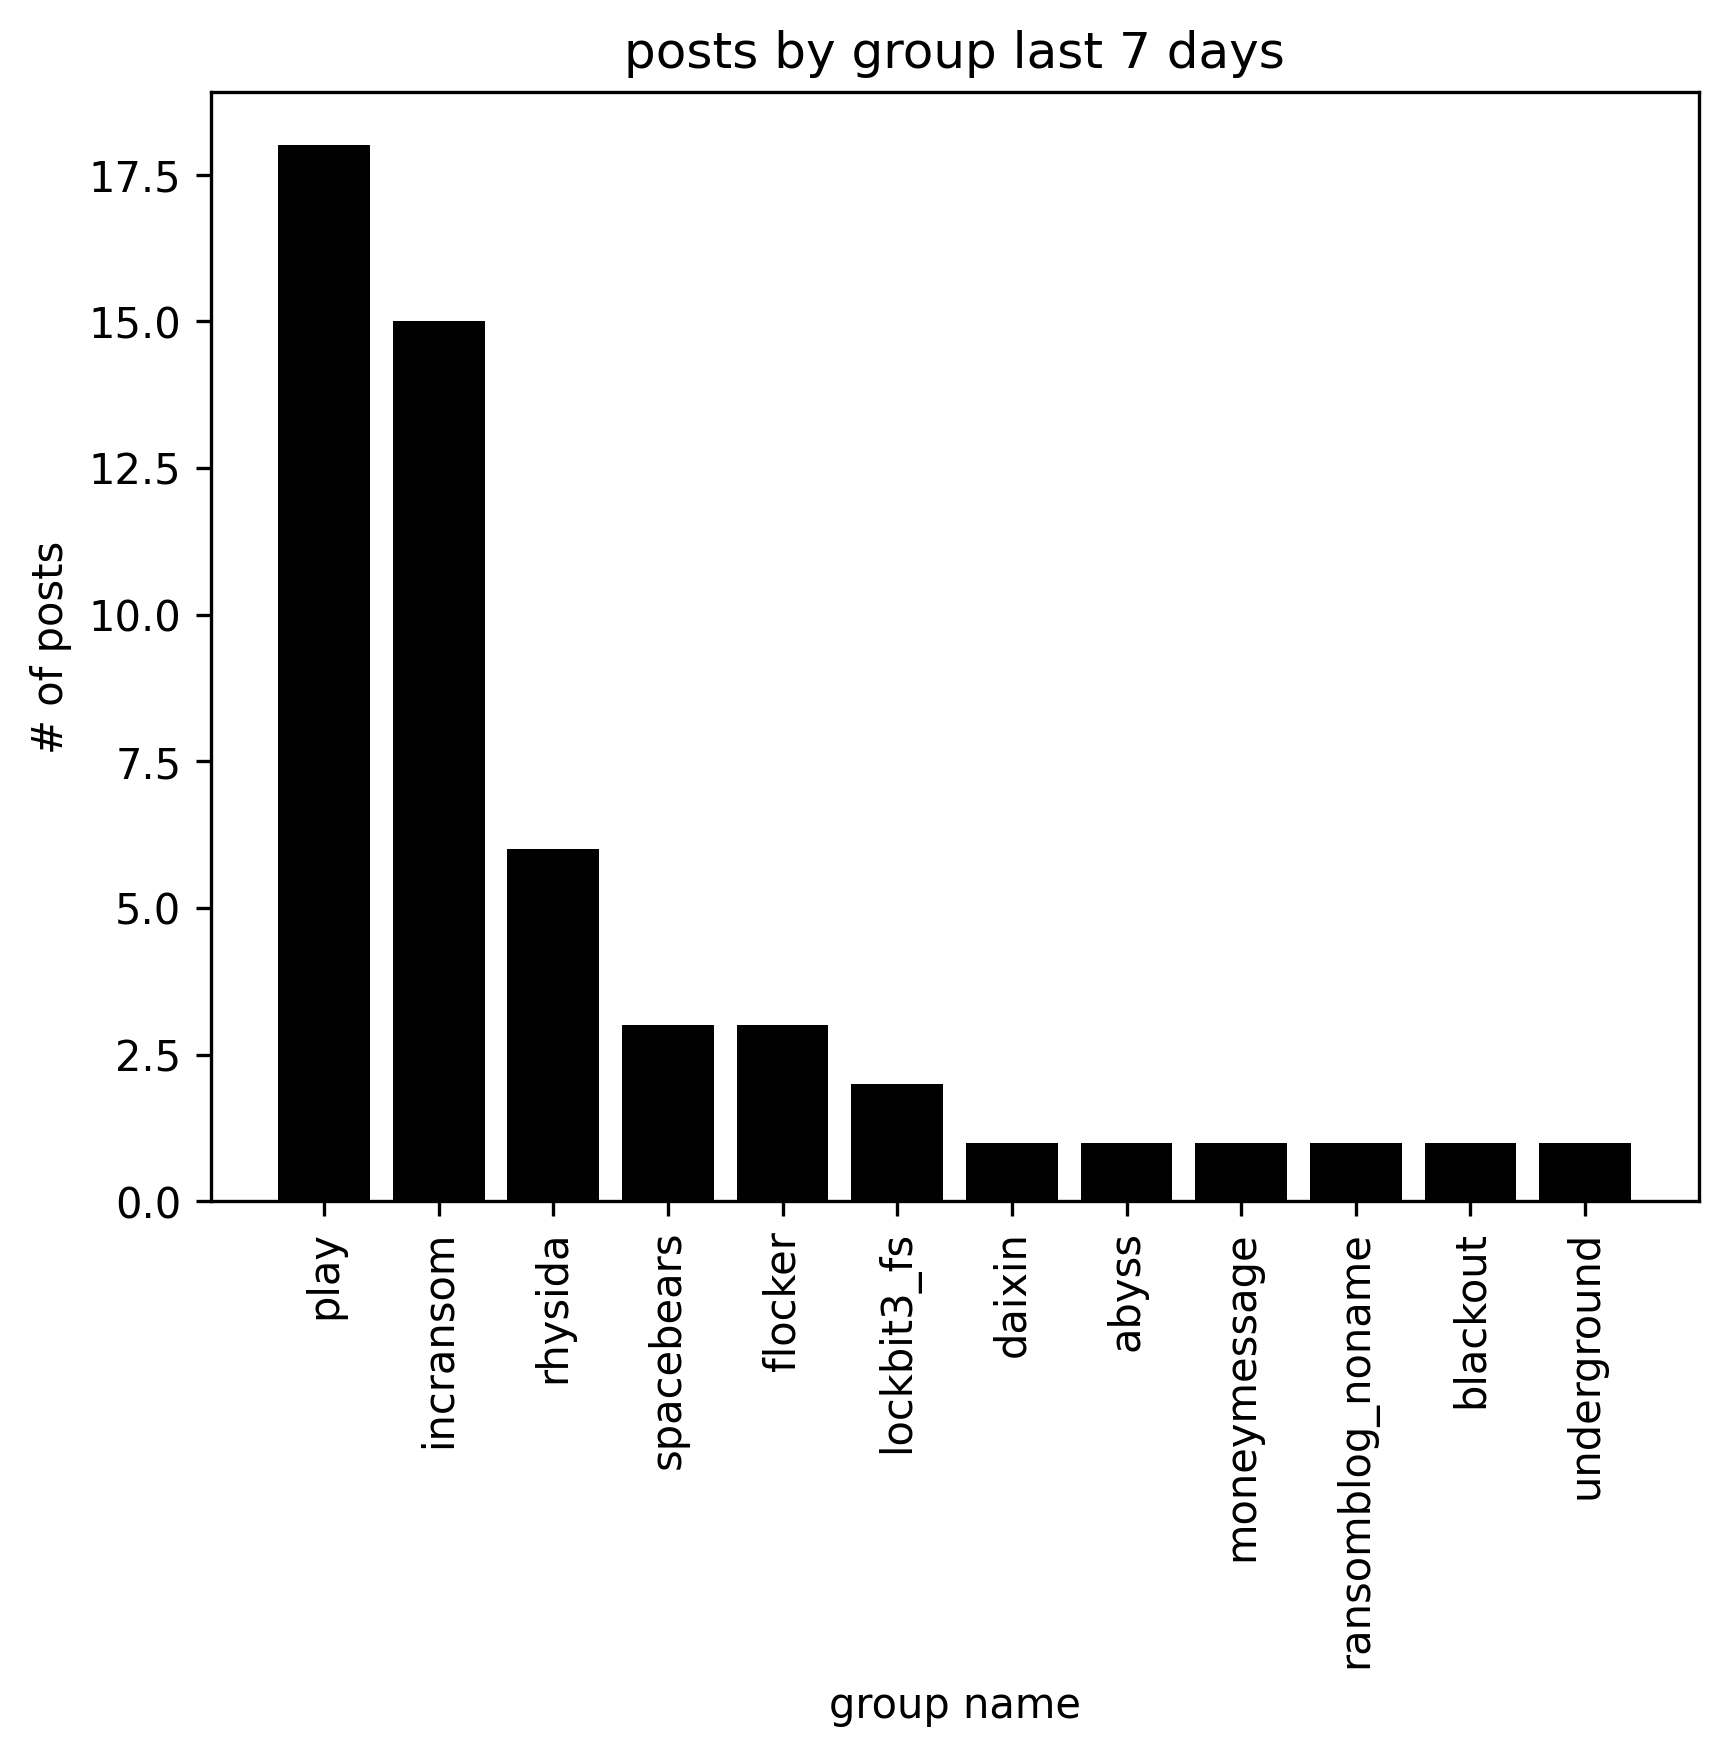 posts by group last 7 days
# of posts
17.5
15.0
12.5
10.0
7.5
5.0
2.5
0.0
play
incransom
rhysida
spacebears
flocker
lockbit3_fs
daixin
abyss
moneymessage
ransomblog_noname
blackout
underground
group name